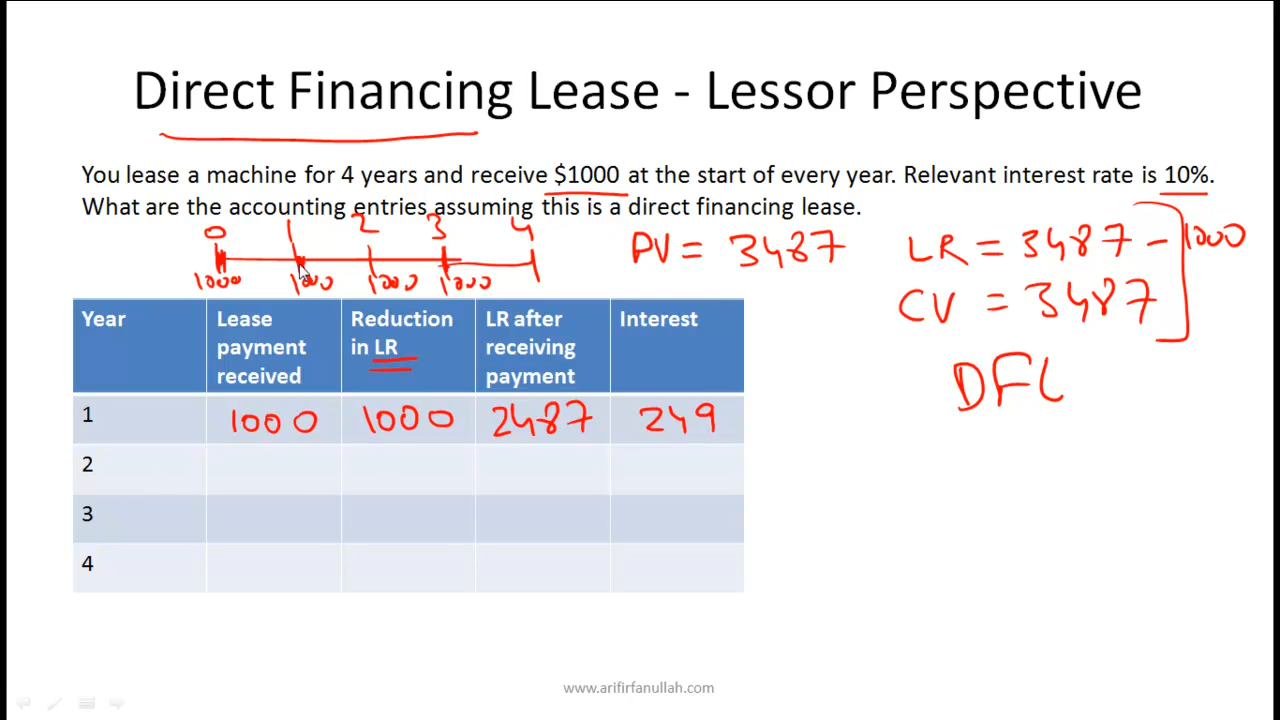 Direct Financing Lease - Lessor Perspective
You lease a machine for 4 years and receive $1000 at the start of every year. Relevant interest rate is 10%.
What are the accounting entries assuming this is a direct financing lease.
0 1 2 3 4
1000 1000 1000 1000
PV = 3487
LR = 3487 - 1000
CV = 3487
DFL
Year Lease payment received Reduction in LR LR after receiving payment Interest
1 1000 1000 2487 249
2
3
4
www.arifirfanullah.com